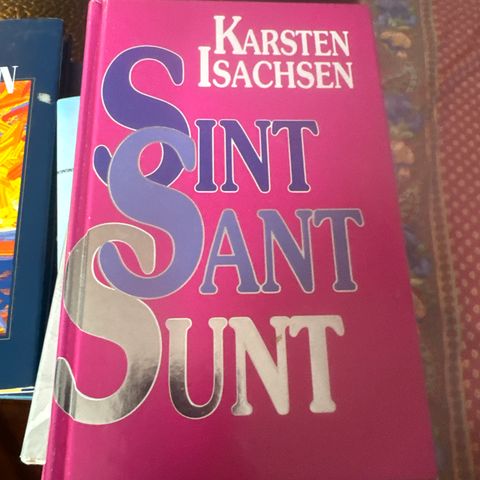 KARSTEN
ISACHSEN
SINT
SANT
SUNT
N